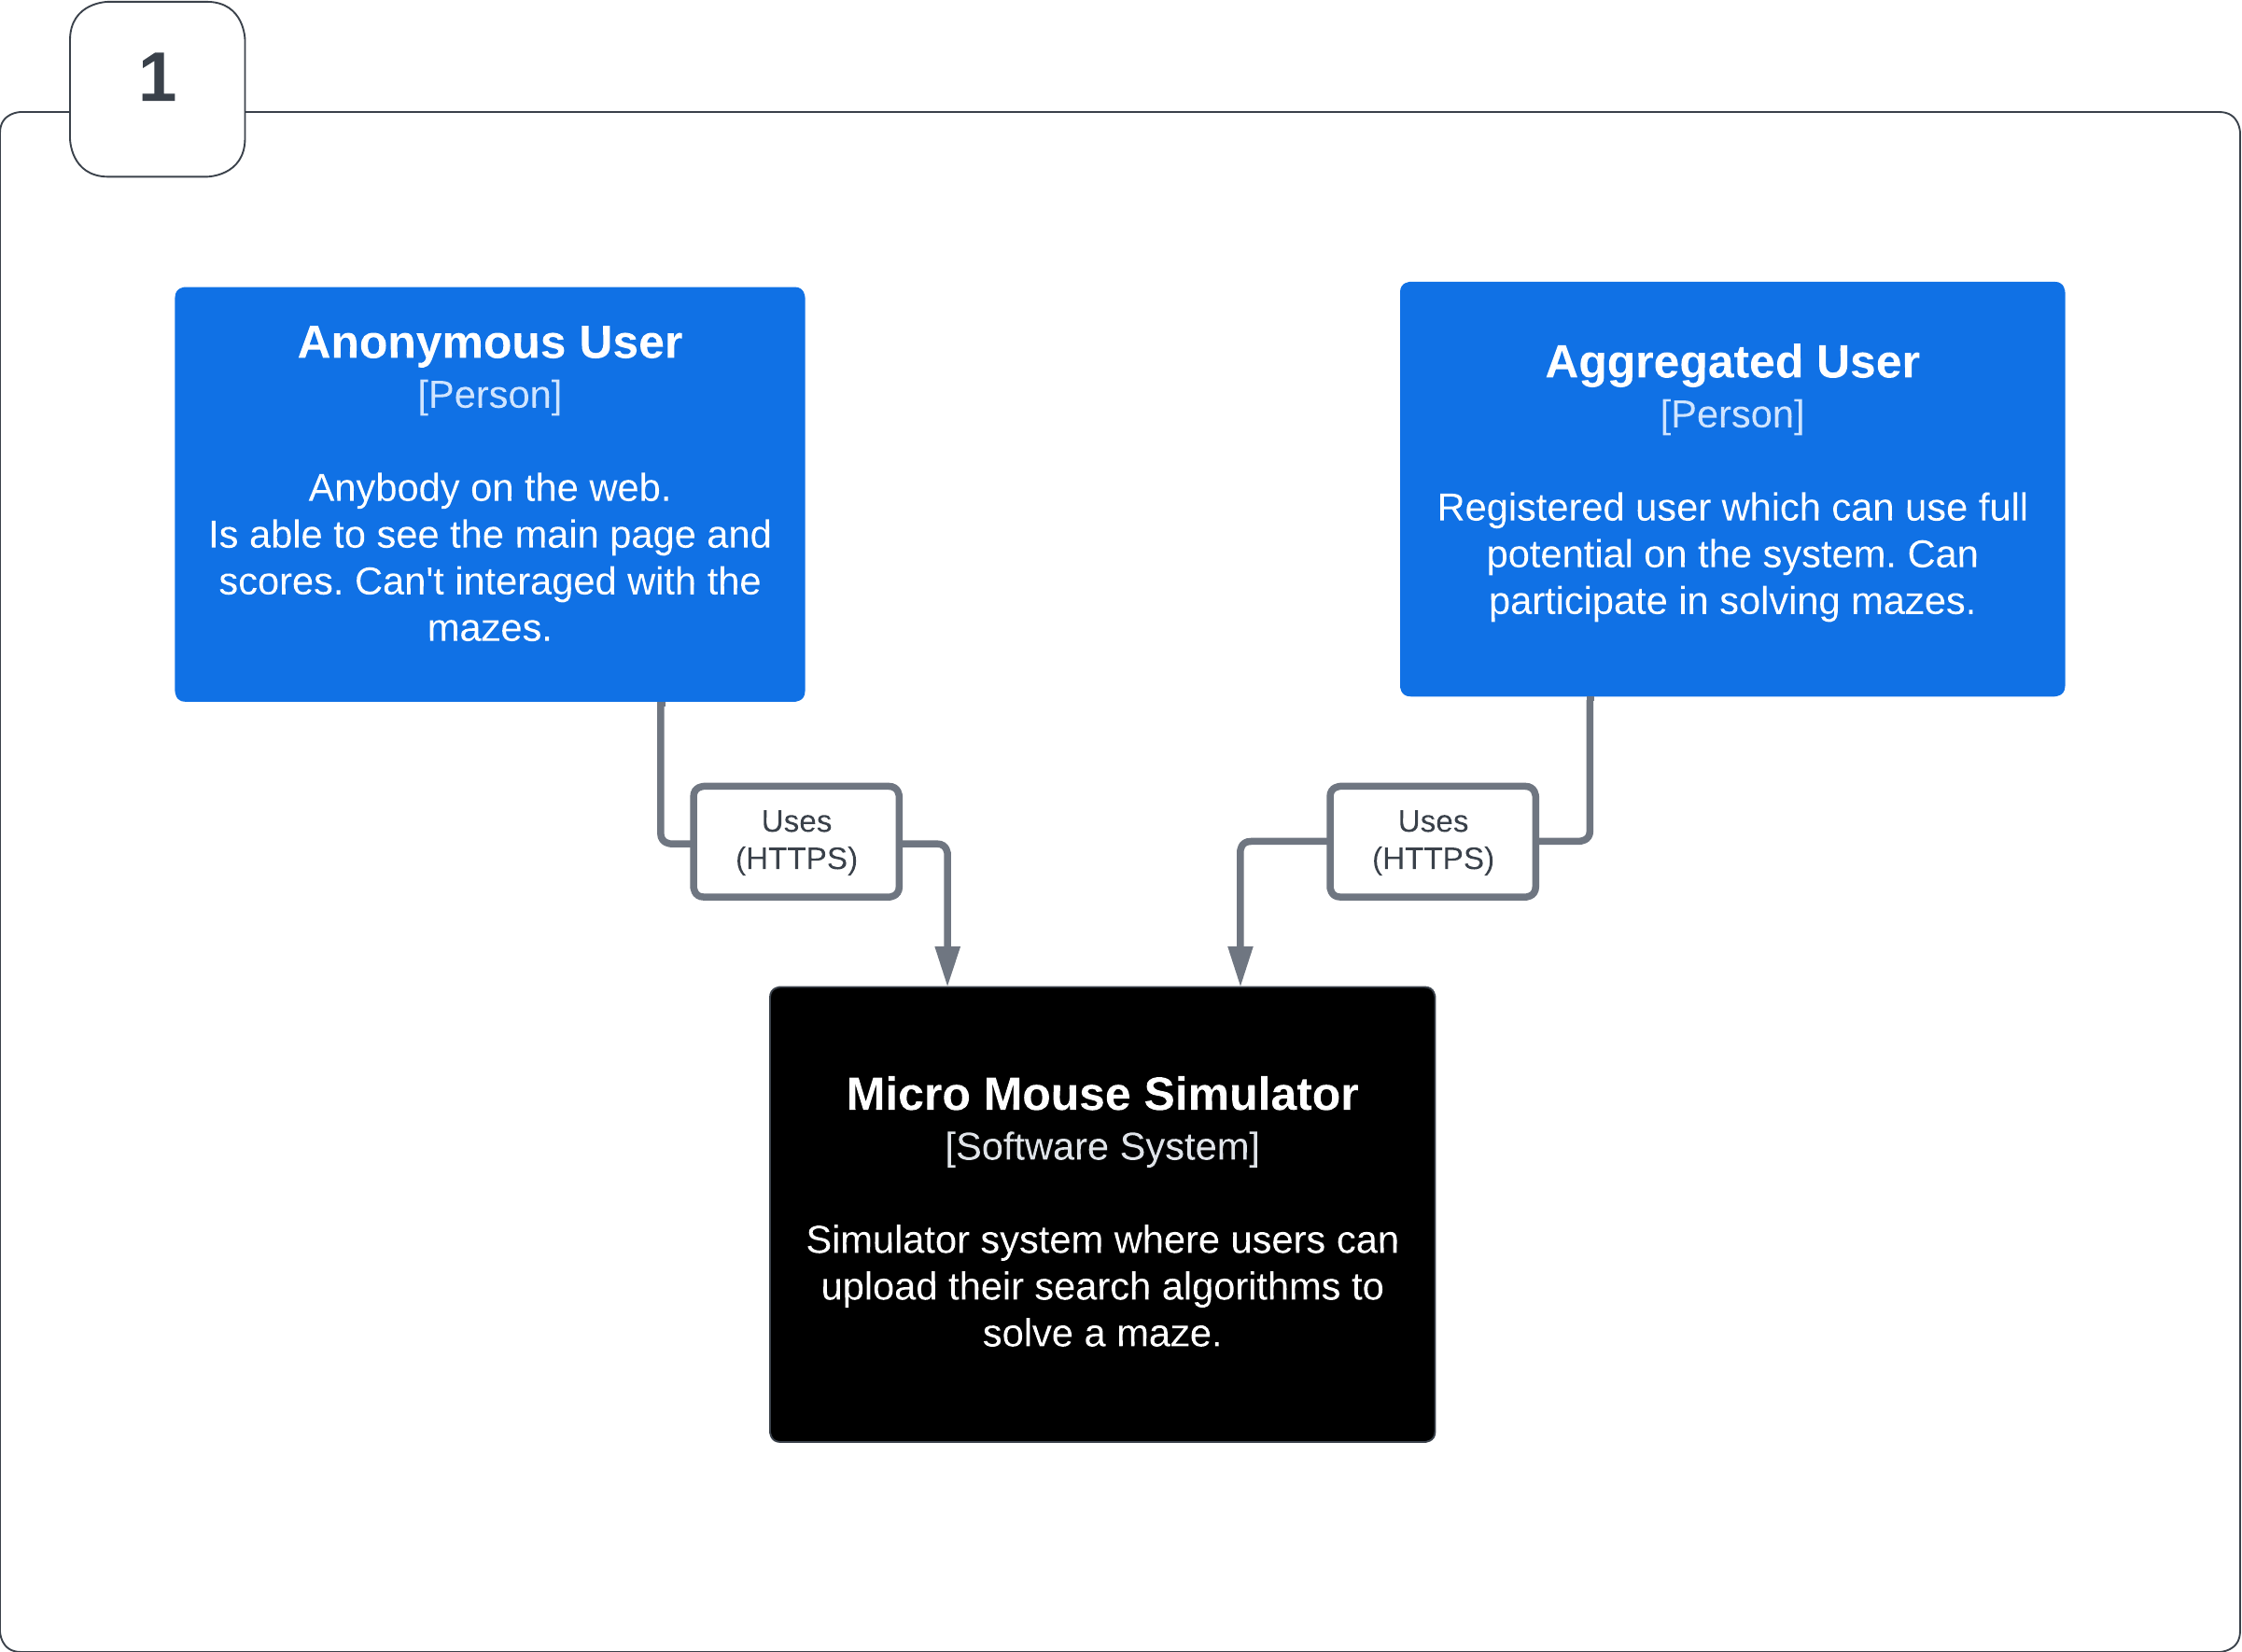 1
Anonymous User
[Person]
Anybody on the web.
Is able to see the main page and
scores. Can't interaged with the
mazes.
Aggregated User
[Person]
Registered user which can use full
potential on the system. Can
participate in solving mazes.
Uses
(HTTPS)
Uses
(HTTPS)
Micro Mouse Simulator
[Software System]
Simulator system where users can
upload their search algorithms to
solve a maze.